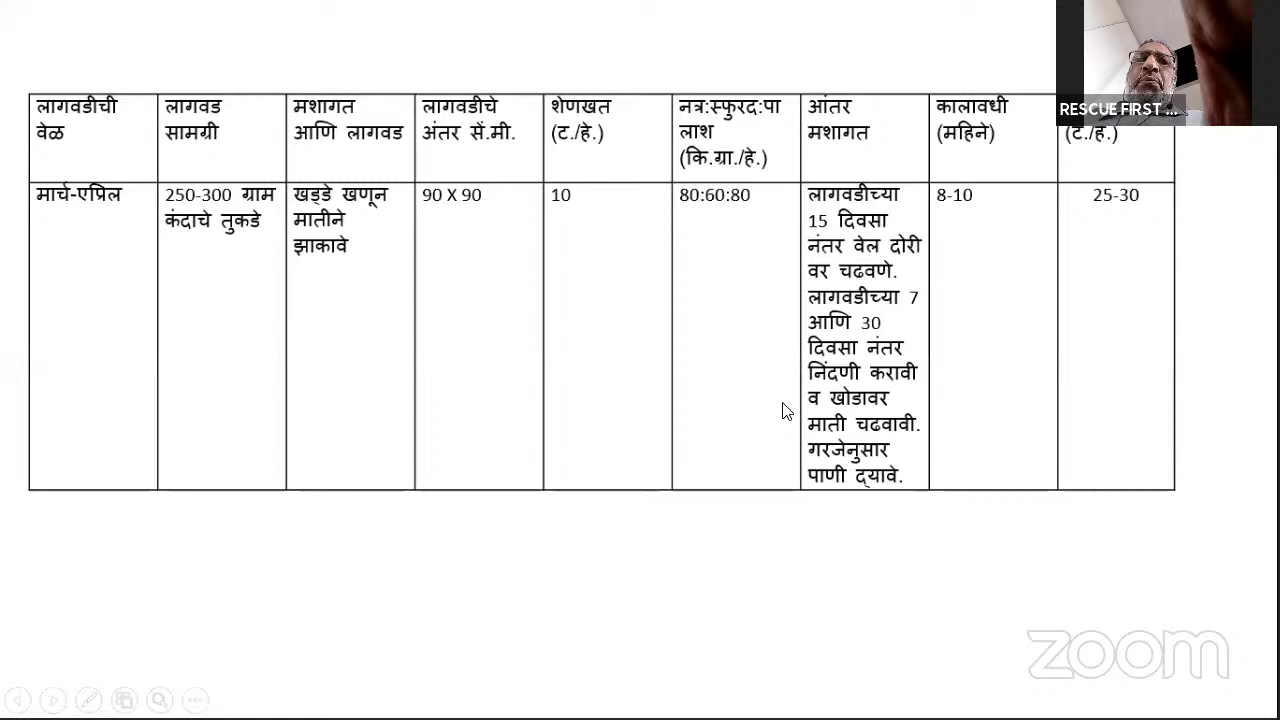 RESCUE FIRST ...
लागवडीची
वेळ
लागवड
सामग्री
मशागत
आणि लागवड
लागवडीचे
अंतर सें.मी.
शेणखत
(ट./हे.)
नत्र:स्फुरद:पा
लाश
(कि.ग्रा./हे.)
आंतर
मशागत
कालावधी
(महिने)
(ट./ह.)
मार्च-एप्रिल
250-300 ग्राम
कंदाचे तुकडे
खड्डे खणून
मातीने
झाकावे
90 X 90
10
80:60:80
लागवडीच्या
15 दिवसा
नंतर वेल दोरी
वर चढवणे.
लागवडीच्या 7
आणि 30
दिवसा नंतर
निंदणी करावी
व खोडावर
माती चढवावी.
गरजेनुसार
पाणी द्यावे.
8-10
25-30
zoom